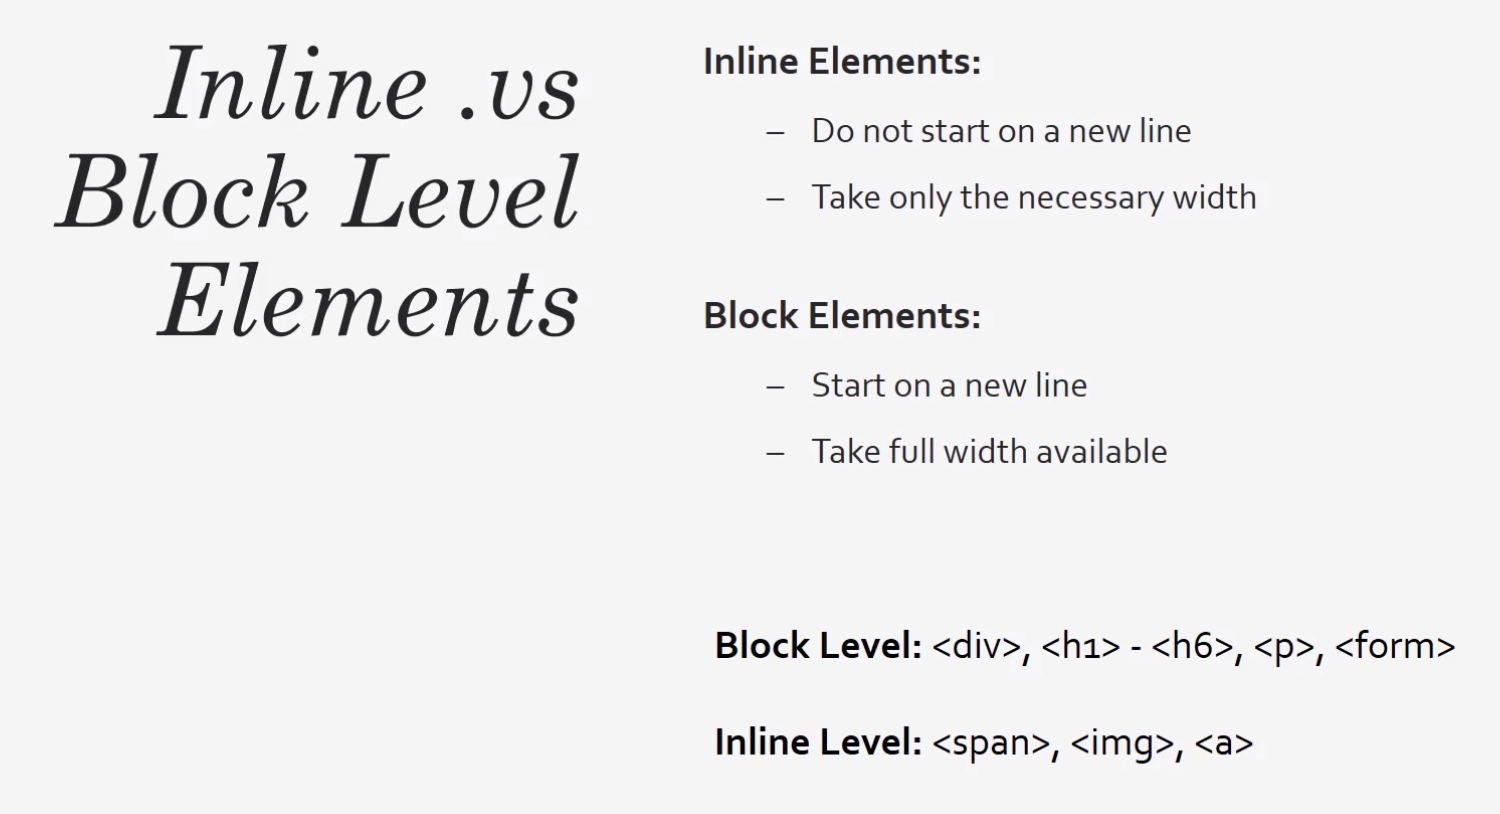 Inline .vs
Block Level
Elements
Inline Elements:
– Do not start on a new line
– Take only the necessary width
Block Elements:
– Start on a new line
– Take full width available
Block Level: <div>, <h1> - <h6>, <p>, <form>
Inline Level: <span>, <img>, <a>